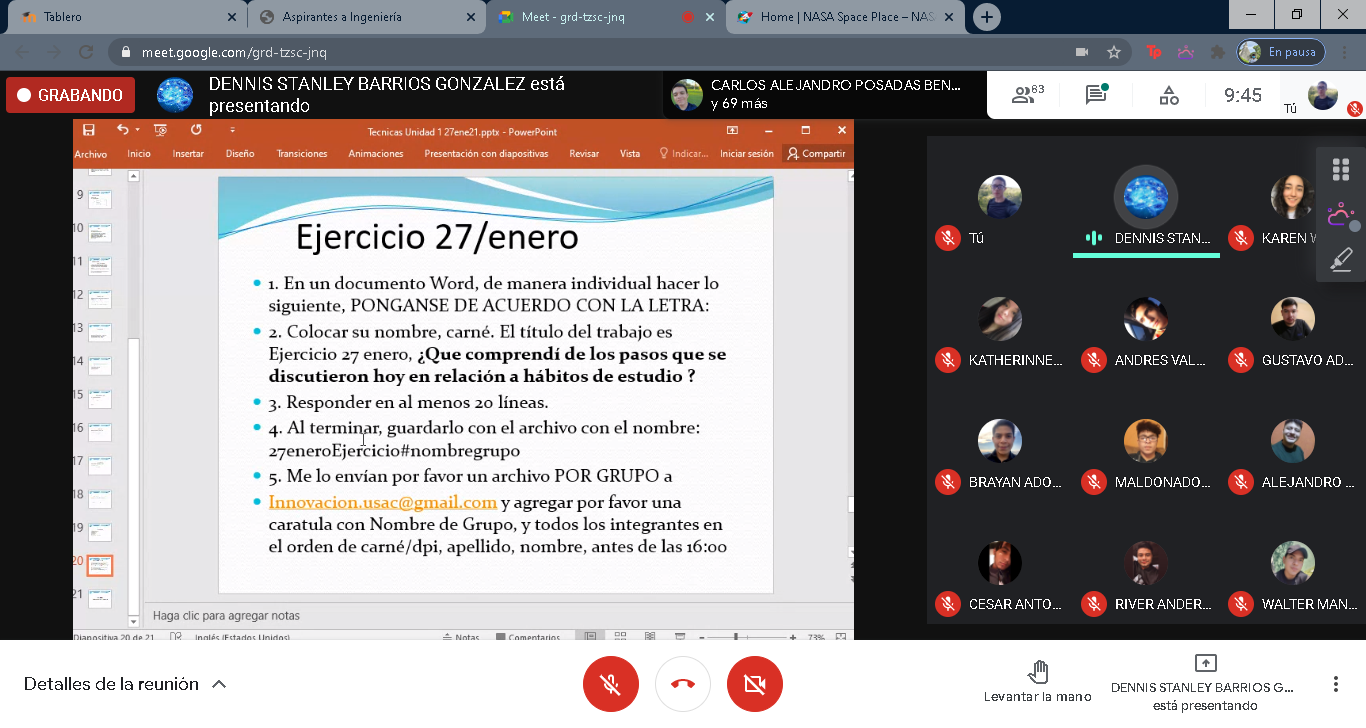 Tablero
Aspirantes a Ingeniería
Meet - grd-tzsc-jnq
Home | NASA Space Place – NAS
meet.google.com/grd-tzsc-jnq
Tp
En pausa
GRABANDO
DENNIS STANLEY BARRIOS GONZALEZ está
presentando
CARLOS ALEJANDRO POSADAS BEN...
y 69 más
63
9:45
Tú
Tecnicas Unidad 1 27ene21.pptx - PowerPoint
Archivo
Inicio
Insertar
Diseño
Transiciones
Animaciones
Presentación con diapositivas
Revisar
Vista
Indicar...
Iniciar sesión
Compartir
9
10
11
12
13
14
15
16
17
18
19
20
21
Ejercicio 27/enero
• 1. En un documento Word, de manera individual hacer lo
siguiente, PONGANSE DE ACUERDO CON LA LETRA:
• 2. Colocar su nombre, carné. El título del trabajo es
Ejercicio 27 enero, ¿Que comprendí de los pasos que se
discutieron hoy en relación a hábitos de estudio ?
• 3. Responder en al menos 20 líneas.
• 4. Al terminar, guardarlo con el archivo con el nombre:
27eneroEjercicio#nombregrupo
• 5. Me lo envían por favor un archivo POR GRUPO a
• Innovacion.usac@gmail.com y agregar por favor una
caratula con Nombre de Grupo, y todos los integrantes en
el orden de carné/dpi, apellido, nombre, antes de las 16:00
Haga clic para agregar notas
Diapositiva 20 de 21
Inglés (Estados Unidos)
Notas
Comentarios
73%
Tú
DENNIS STAN...
KAREN
KATHERINNE...
ANDRES VAL...
GUSTAVO AD...
BRAYAN ADO...
MALDONADO...
ALEJANDRO ...
CESAR ANTO...
RIVER ANDER...
WALTER MAN...
Detalles de la reunión
Levantar la mano
DENNIS STANLEY BARRIOS G...
está presentando